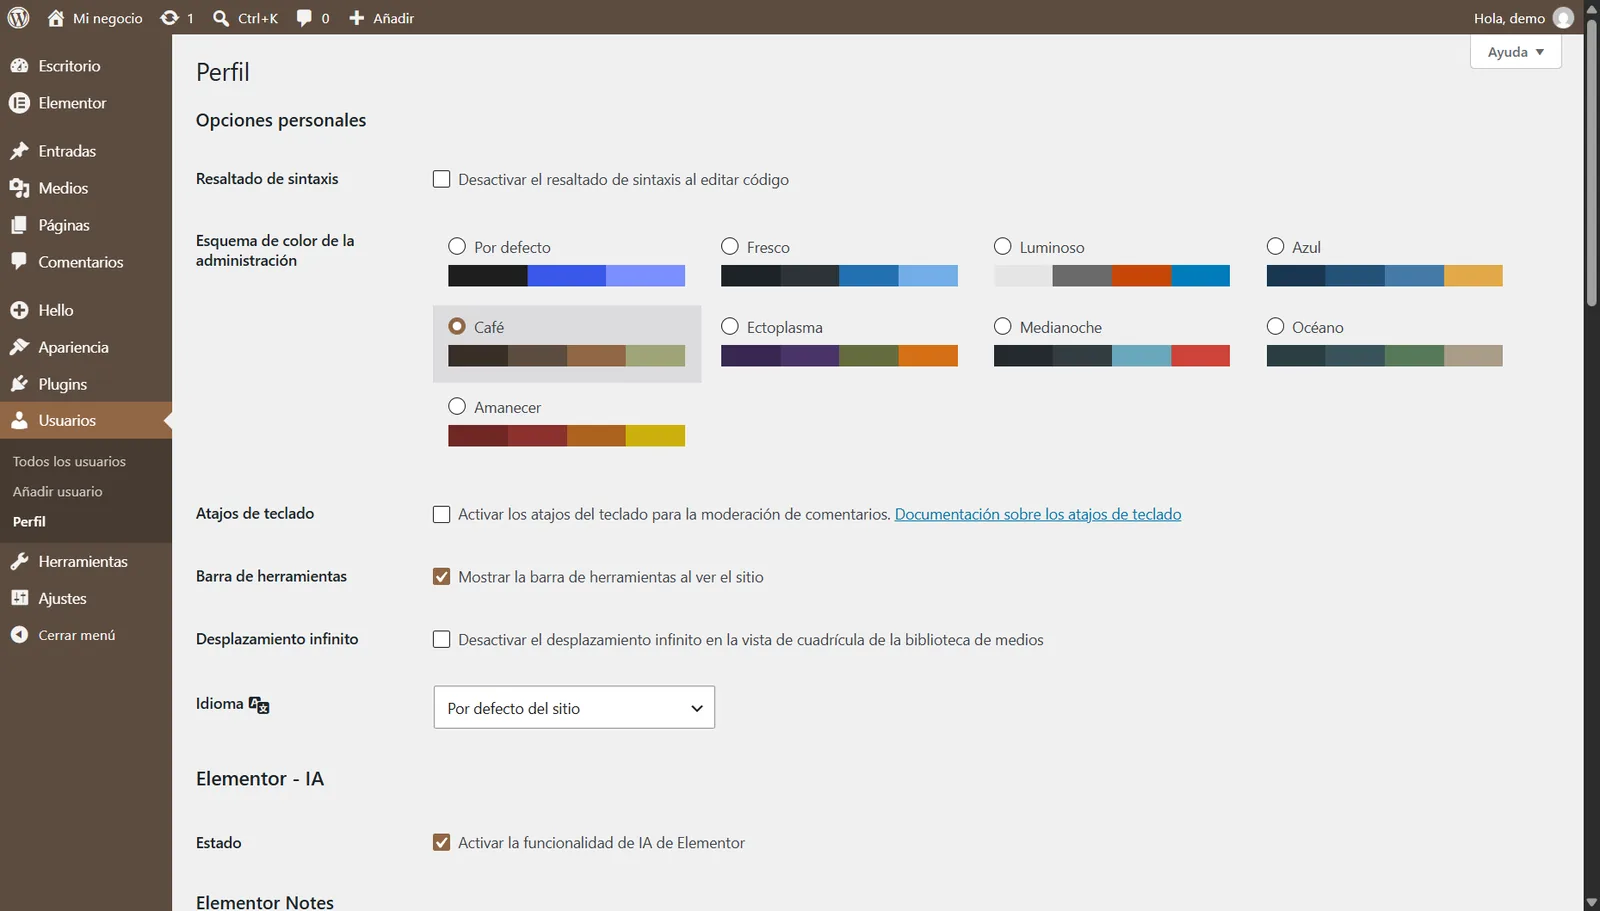 Mi negocio
1
Ctrl+K
0
Añadir
Hola, demo
Ayuda
Escritorio
Elementor
Entradas
Medios
Páginas
Comentarios
Hello
Apariencia
Plugins
Usuarios
Todos los usuarios
Añadir usuario
Perfil
Herramientas
Ajustes
Cerrar menú
Perfil
Opciones personales
Resaltado de sintaxis
Desactivar el resaltado de sintaxis al editar código
Esquema de color de la
administración
Por defecto
Fresco
Luminoso
Azul
Café
Ectoplasma
Medianoche
Océano
Amanecer
Atajos de teclado
Activar los atajos del teclado para la moderación de comentarios. Documentación sobre los atajos de teclado
Barra de herramientas
Mostrar la barra de herramientas al ver el sitio
Desplazamiento infinito
Desactivar el desplazamiento infinito en la vista de cuadrícula de la biblioteca de medios
Idioma
Por defecto del sitio
Elementor - IA
Estado
Activar la funcionalidad de IA de Elementor
Elementor Notes